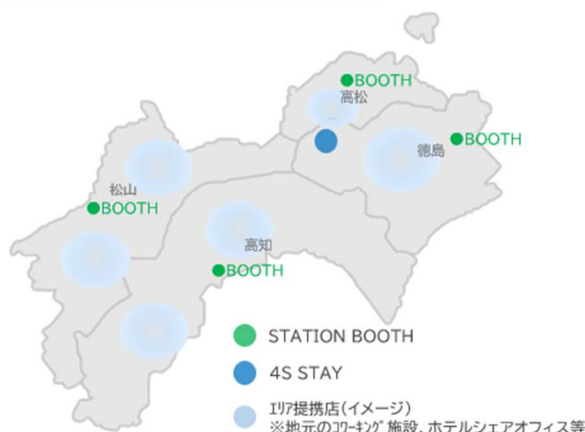 BOOTH
高松
BOOTH
徳島
松山
BOOTH
高知
BOOTH
STATION BOOTH
4S STAY
ｴﾘｱ提携店(イメージ)
※地元のｺﾜｰｷﾝｸﾞ施設、ホテルシェアオフィス等